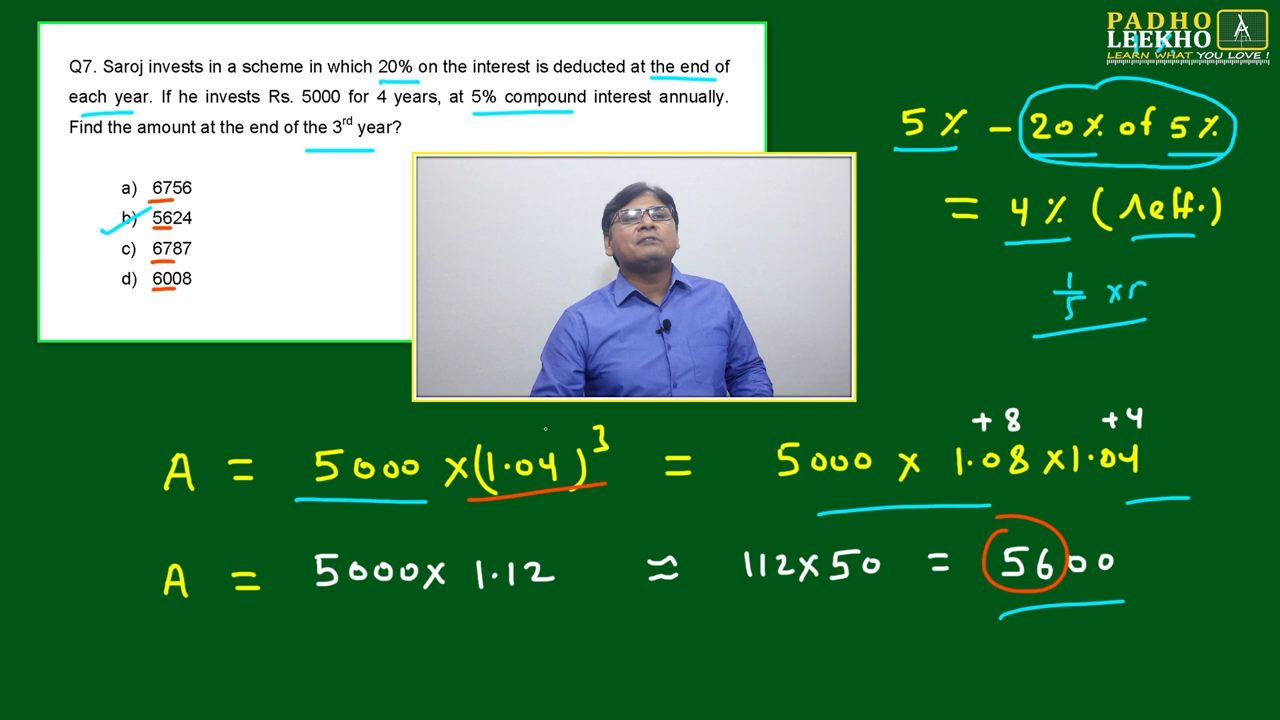 PADHO
LEEKHO
LEARN WHAT YOU LOVE !
Q7. Saroj invests in a scheme in which 20% on the interest is deducted at the end of
each year. If he invests Rs. 5000 for 4 years, at 5% compound interest annually.
Find the amount at the end of the 3rd year?
a) 6756
b) 5624
c) 6787
d) 6008
5% - 20% of 5%
= 4% (r eff.)
1/5 × r
+8 +4
A = 5000 × (1.04)³ = 5000 × 1.08 × 1.04
A = 5000 × 1.12 ≈ 112 × 50 = 5600